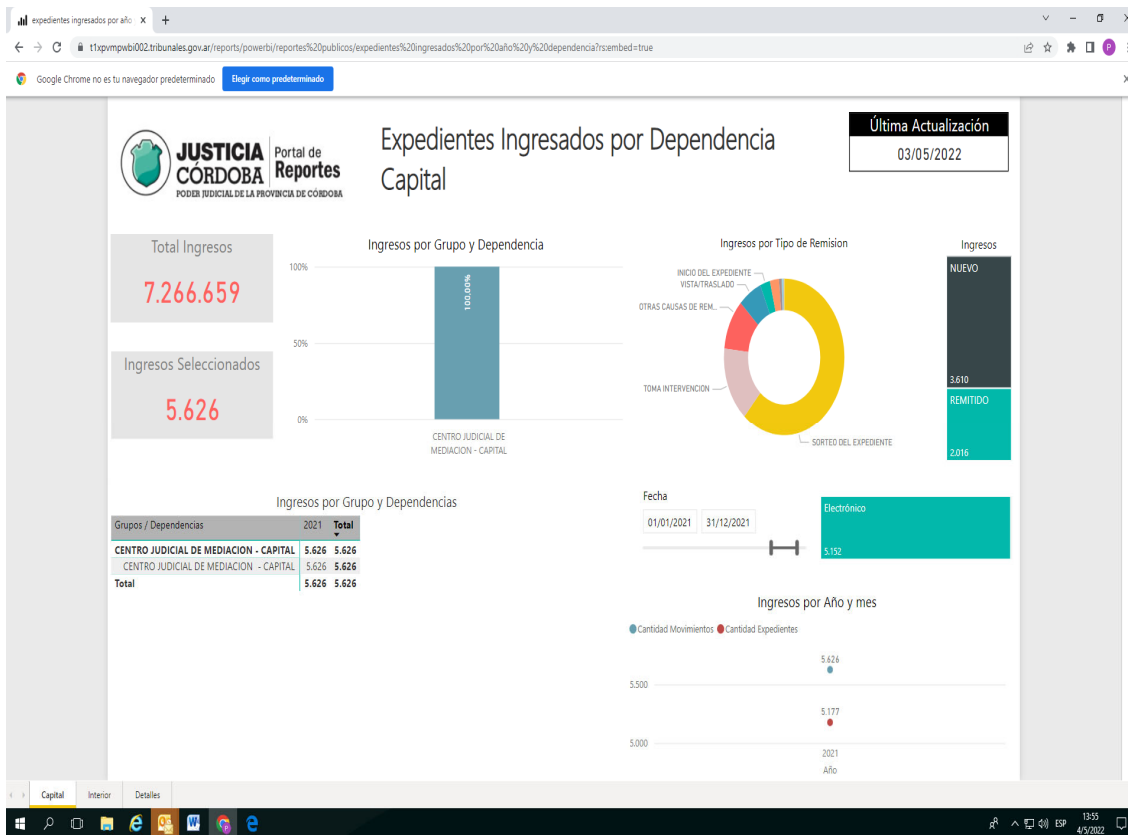 expedientes ingresados por año
t1xpvmpwbi002.tribunales.gov.ar/reports/powerbi/reportes%20publicos/expedientes%20ingresados%20por%20año%20y%20dependencia?rs:embed=true
P
Google Chrome no es tu navegador predeterminado
Elegir como predeterminado
JUSTICIA
CÓRDOBA
Portal de
Reportes
PODER JUDICIAL DE LA PROVINCIA DE CÓRDOBA
Expedientes Ingresados por Dependencia
Capital
Última Actualización
03/05/2022
Total Ingresos
7.266.659
Ingresos Seleccionados
5.626
Ingresos por Grupo y Dependencia
100%
50%
0%
100.00%
CENTRO JUDICIAL DE
MEDIACION - CAPITAL
Ingresos por Tipo de Remision
INICIO DEL EXPEDIENTE
VISTA/TRASLADO
OTRAS CAUSAS DE REM...
TOMA INTERVENCION
SORTEO DEL EXPEDIENTE
Ingresos
NUEVO
3.610
REMITIDO
2.016
Ingresos por Grupo y Dependencias
Grupos / Dependencias 2021 Total
CENTRO JUDICIAL DE MEDIACION - CAPITAL 5.626 5.626
CENTRO JUDICIAL DE MEDIACION - CAPITAL 5.626 5.626
Total 5.626 5.626
Fecha
01/01/2021 31/12/2021
Electrónico
5.152
Ingresos por Año y mes
Cantidad Movimientos Cantidad Expedientes
5.626
5.500
5.177
5.000
2021
Año
Capital Interior Detalles
ESP
13:55
4/5/2022